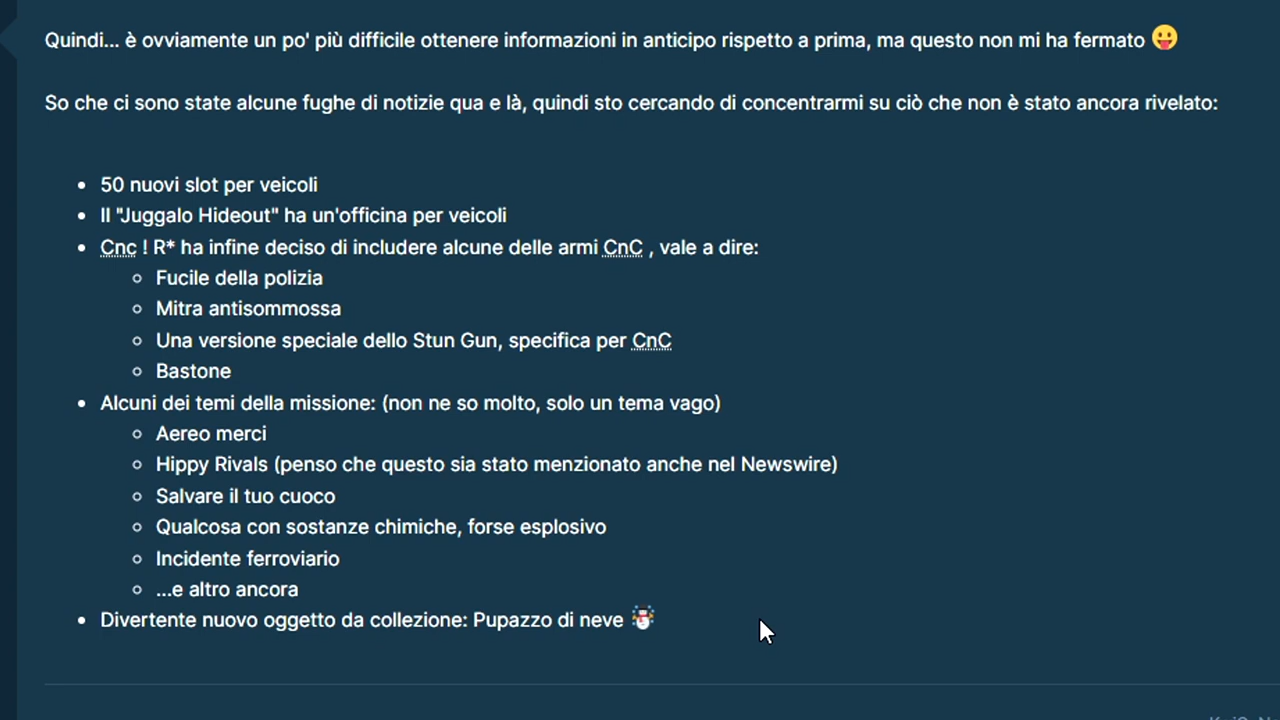 Quindi... è ovviamente un po' più difficile ottenere informazioni in anticipo rispetto a prima, ma questo non mi ha fermato 😛
So che ci sono state alcune fughe di notizie qua e là, quindi sto cercando di concentrarmi su ciò che non è stato ancora rivelato:
• 50 nuovi slot per veicoli
• Il "Juggalo Hideout" ha un'officina per veicoli
• Cnc ! R* ha infine deciso di includere alcune delle armi CnC , vale a dire:
◦ Fucile della polizia
◦ Mitra antisommossa
◦ Una versione speciale dello Stun Gun, specifica per CnC
◦ Bastone
• Alcuni dei temi della missione: (non ne so molto, solo un tema vago)
◦ Aereo merci
◦ Hippy Rivals (penso che questo sia stato menzionato anche nel Newswire)
◦ Salvare il tuo cuoco
◦ Qualcosa con sostanze chimiche, forse esplosivo
◦ Incidente ferroviario
◦ ...e altro ancora
• Divertente nuovo oggetto da collezione: Pupazzo di neve ☃️